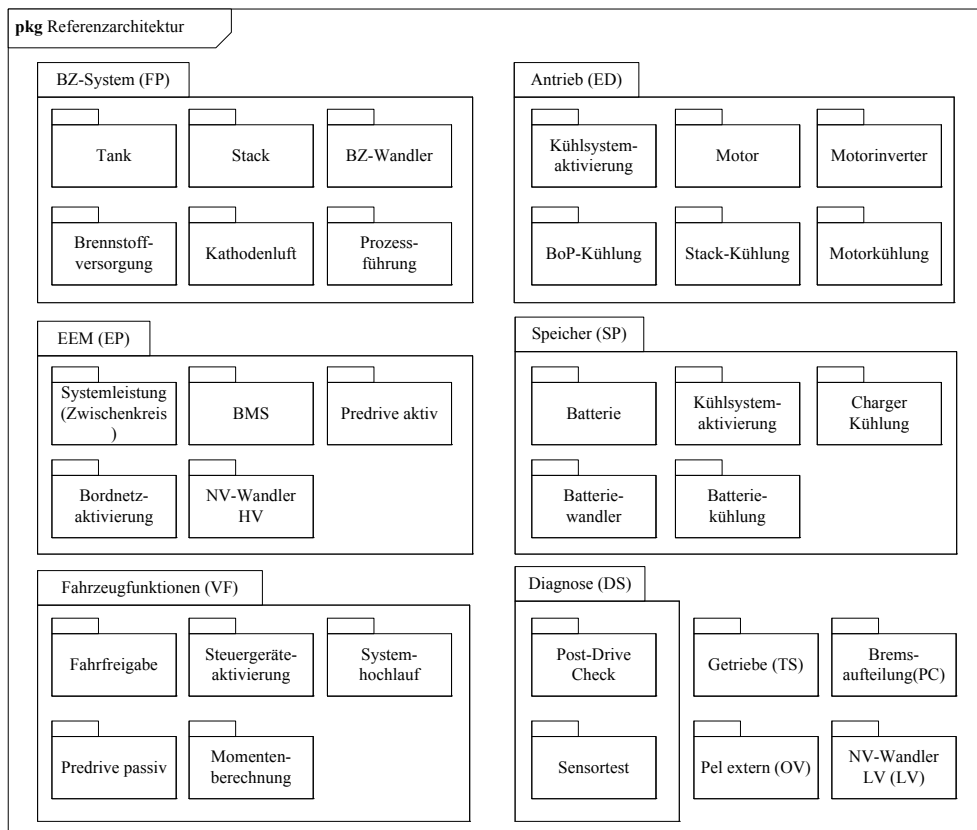 pkg Referenzarchitektur
BZ-System (FP)
Tank
Stack
BZ-Wandler
Brennstoff-
versorgung
Kathodenluft
Prozess-
führung
Antrieb (ED)
Kühlsystem-
aktivierung
Motor
Motorinverter
BoP-Kühlung
Stack-Kühlung
Motorkühlung
EEM (EP)
Systemleistung
(Zwischenkreis
)
BMS
Predrive aktiv
Bordnetz-
aktivierung
NV-Wandler
HV
Speicher (SP)
Batterie
Kühlsystem-
aktivierung
Charger
Kühlung
Batterie-
wandler
Batterie-
kühlung
Fahrzeugfunktionen (VF)
Fahrfreigabe
Steuergeräte-
aktivierung
System-
hochlauf
Predrive passiv
Momenten-
berechnung
Diagnose (DS)
Post-Drive
Check
Sensortest
Getriebe (TS)
Brems-
aufteilung(PC)
Pel extern (OV)
NV-Wandler
LV (LV)